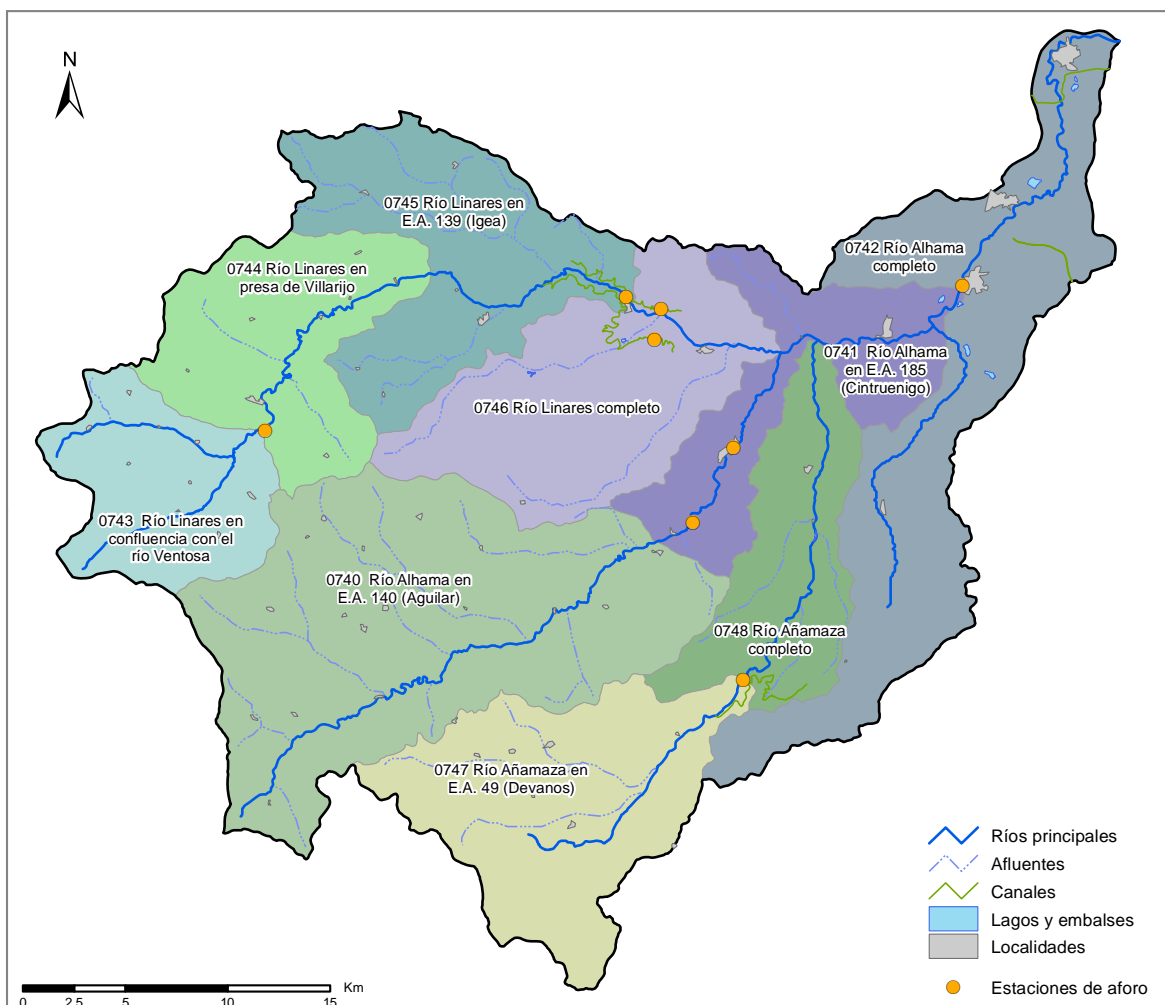 N
0745 Río Linares en
E.A. 139 (Igea)
0744 Río Linares en
presa de Villarijo
0742 Río Alhama
completo
0741 Río Alhama
en E.A. 185
(Cintruenigo)
0746 Río Linares completo
0743 Río Linares en
confluencia con el
río Ventosa
0740 Río Alhama en
E.A. 140 (Aguilar)
0748 Río Añamaza
completo
0747 Río Añamaza en
E.A. 49 (Devanos)
Ríos principales
Afluentes
Canales
Lagos y embalses
Localidades
Estaciones de aforo
Km
0 2.5 5 10 15